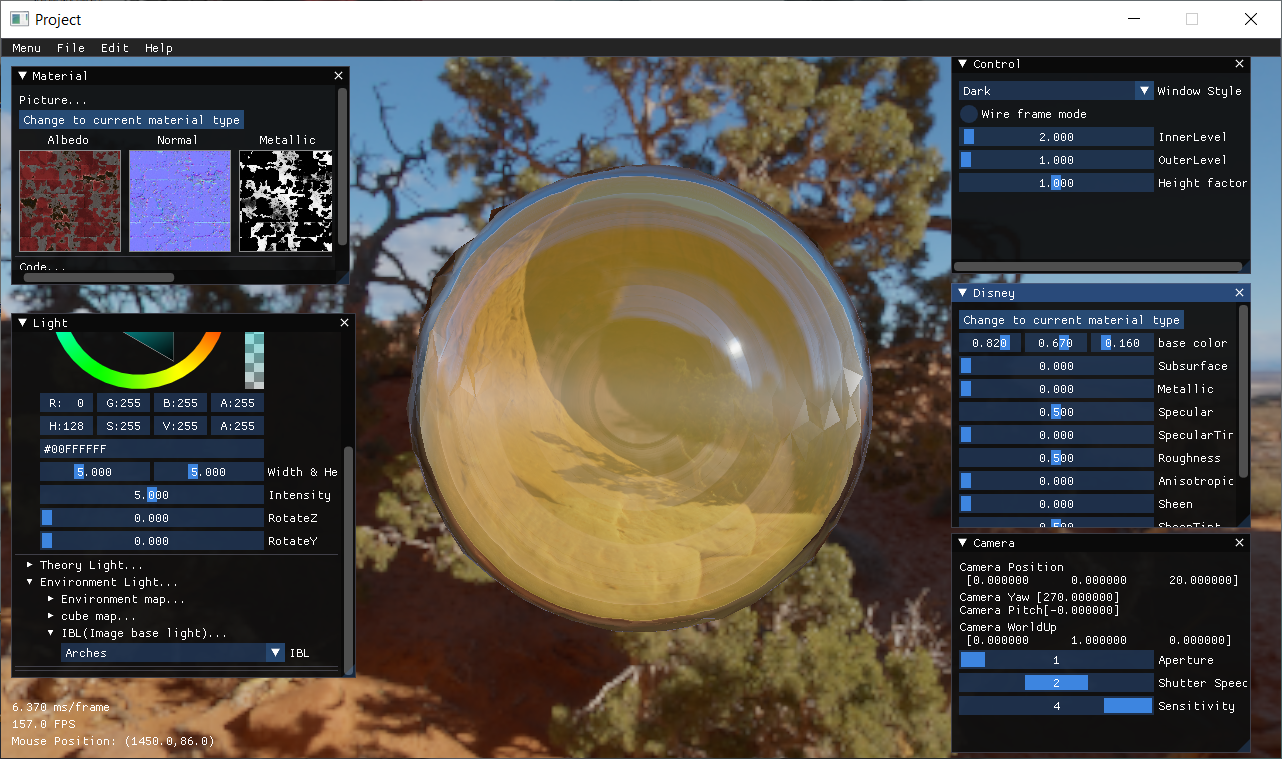 Project
Menu File Edit Help
Material
Picture...
Change to current material type
Albedo Normal Metallic
Code...
Light
R: 0 G:255 B:255 A:255
H:128 S:255 V:255 A:255
#00FFFFFF
5.000 5.000 Width & He
5.000 Intensity
0.000 RotateZ
0.000 RotateY
Theory Light...
Environment Light...
Environment map...
cube map...
IBL(Image base light)...
Arches IBL
6.370 ms/frame
157.0 FPS
Mouse Position: (1450.0,86.0)
Control
Dark Window Style
Wire frame mode
2.000 InnerLevel
1.000 OuterLevel
1.000 Height factor
Disney
Change to current material type
0.820 0.670 0.160 base color
0.000 Subsurface
0.000 Metallic
0.500 Specular
0.000 SpecularTin
0.500 Roughness
0.000 Anisotropic
0.000 Sheen
0.500 SheenTint
Camera
Camera Position
[0.000000 0.000000 20.000000]
Camera Yaw [270.000000]
Camera Pitch[-0.000000]
Camera WorldUp
[0.000000 1.000000 0.000000]
1 Aperture
2 Shutter Speed
4 Sensitivity